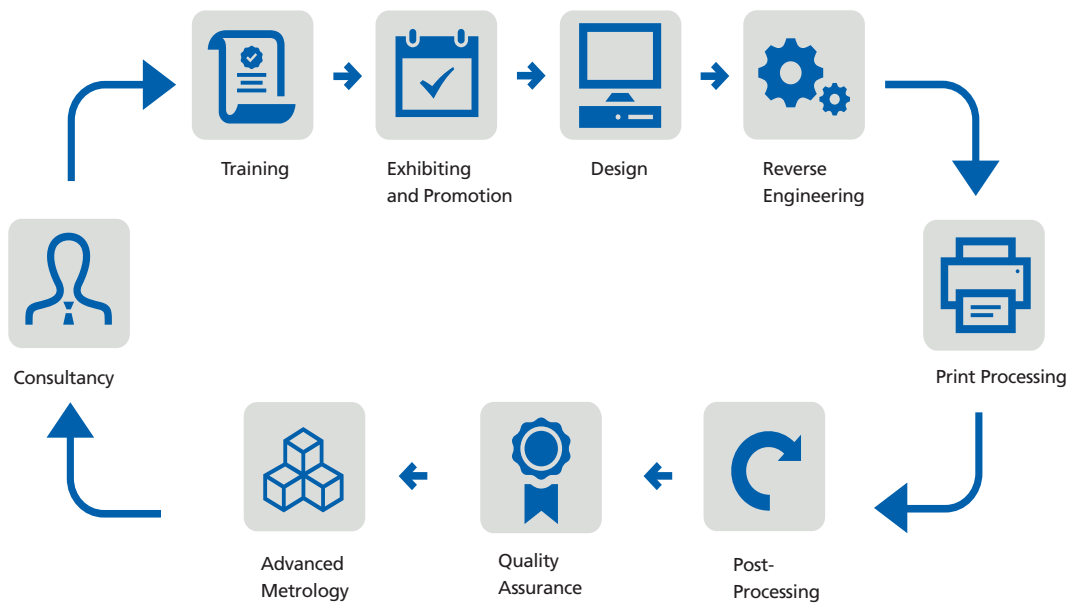 Training
Exhibiting
and Promotion
Design
Reverse
Engineering
Consultancy
Print Processing
Advanced
Metrology
Quality
Assurance
Post-
Processing